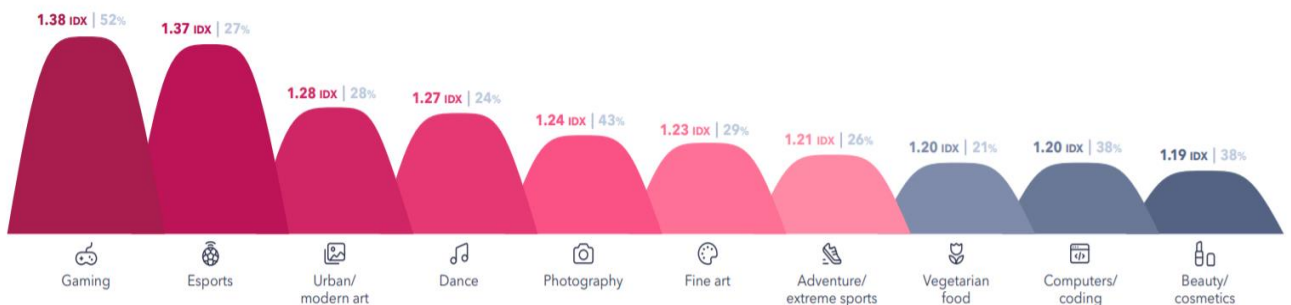 1.38 IDX | 52%
1.37 IDX | 27%
1.28 IDX | 28%
1.27 IDX | 24%
1.24 IDX | 43%
1.23 IDX | 29%
1.21 IDX | 26%
1.20 IDX | 21%
1.20 IDX | 38%
1.19 IDX | 38%
Gaming
Esports
Urban/
modern art
Dance
Photography
Fine art
Adventure/
extreme sports
Vegetarian
food
Computers/
coding
Beauty/
cosmetics